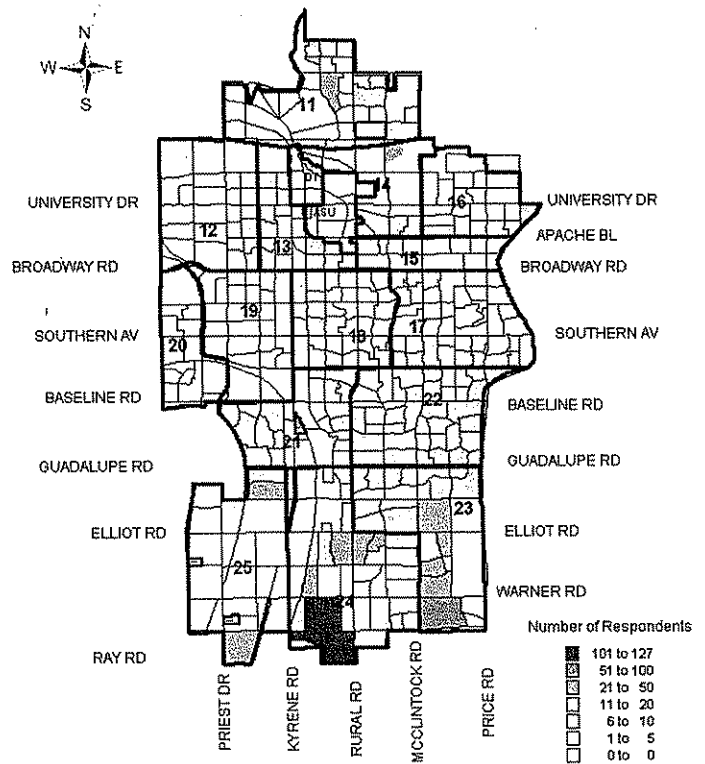 N
W E
S
11
DT
14
UNIVERSITY DR
16
UNIVERSITY DR
ASU
12
APACHE BL
13
15
BROADWAY RD
BROADWAY RD
19
SOUTHERN AV
20
18
17
SOUTHERN AV
BASELINE RD
22
BASELINE RD
21
GUADALUPE RD
GUADALUPE RD
23
ELLIOT RD
ELLIOT RD
25
WARNER RD
24
Number of Respondents
RAY RD
PRIEST DR
KYRENE RD
RURAL RD
MCCLINTOCK RD
PRICE RD
101 to 127
51 to 100
21 to 50
11 to 20
6 to 10
1 to 5
0 to 0